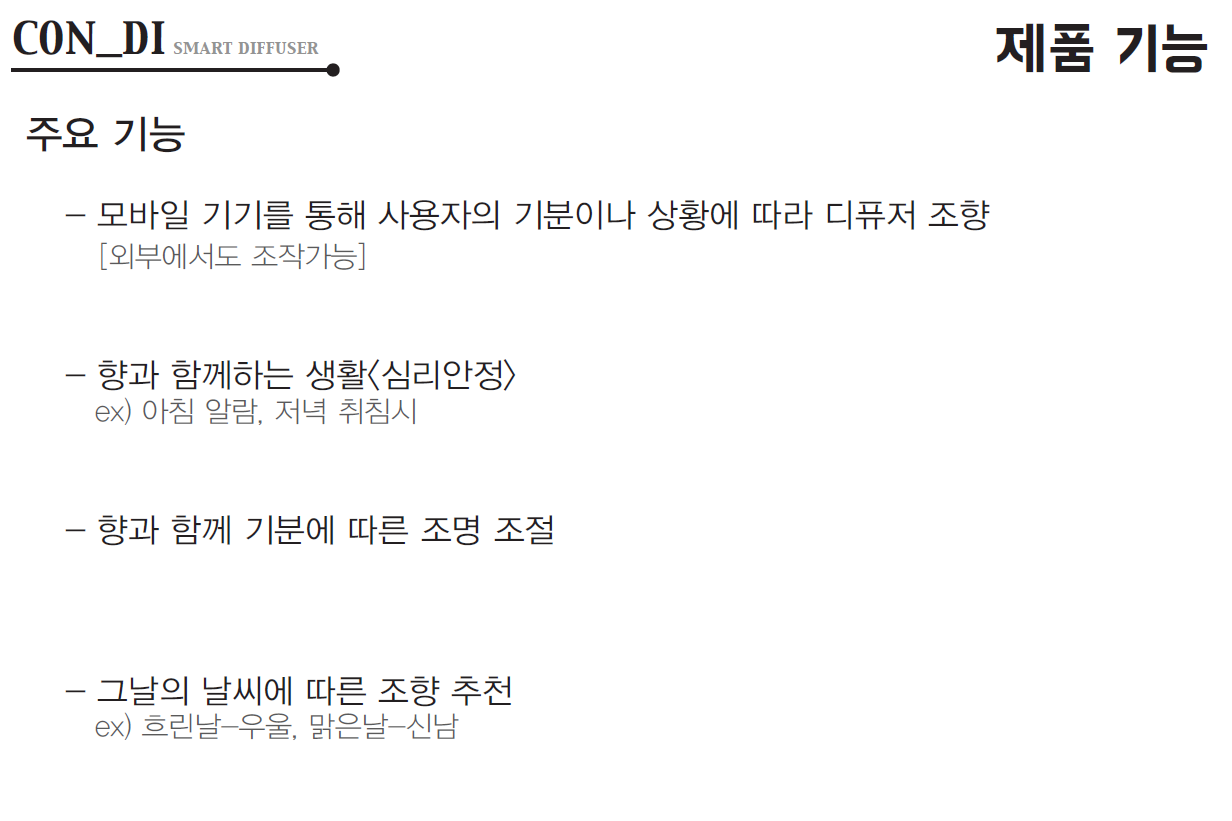 CON_DI SMART DIFFUSER
제품 기능
주요 기능
– 모바일 기기를 통해 사용자의 기분이나 상황에 따라 디퓨저 조향
[외부에서도 조작가능]
– 향과 함께하는 생활〈심리안정〉
ex) 아침 알람, 저녁 취침시
– 향과 함께 기분에 따른 조명 조절
– 그날의 날씨에 따른 조향 추천
ex) 흐린날–우울, 맑은날–신남